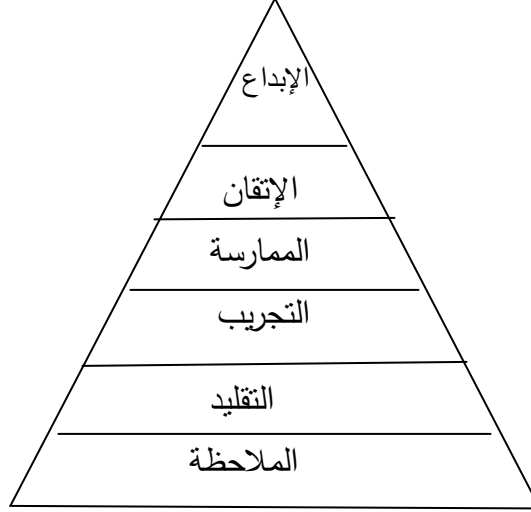 الإبداع
الإتقان
الممارسة
التجريب
التقليد
الملاحظة